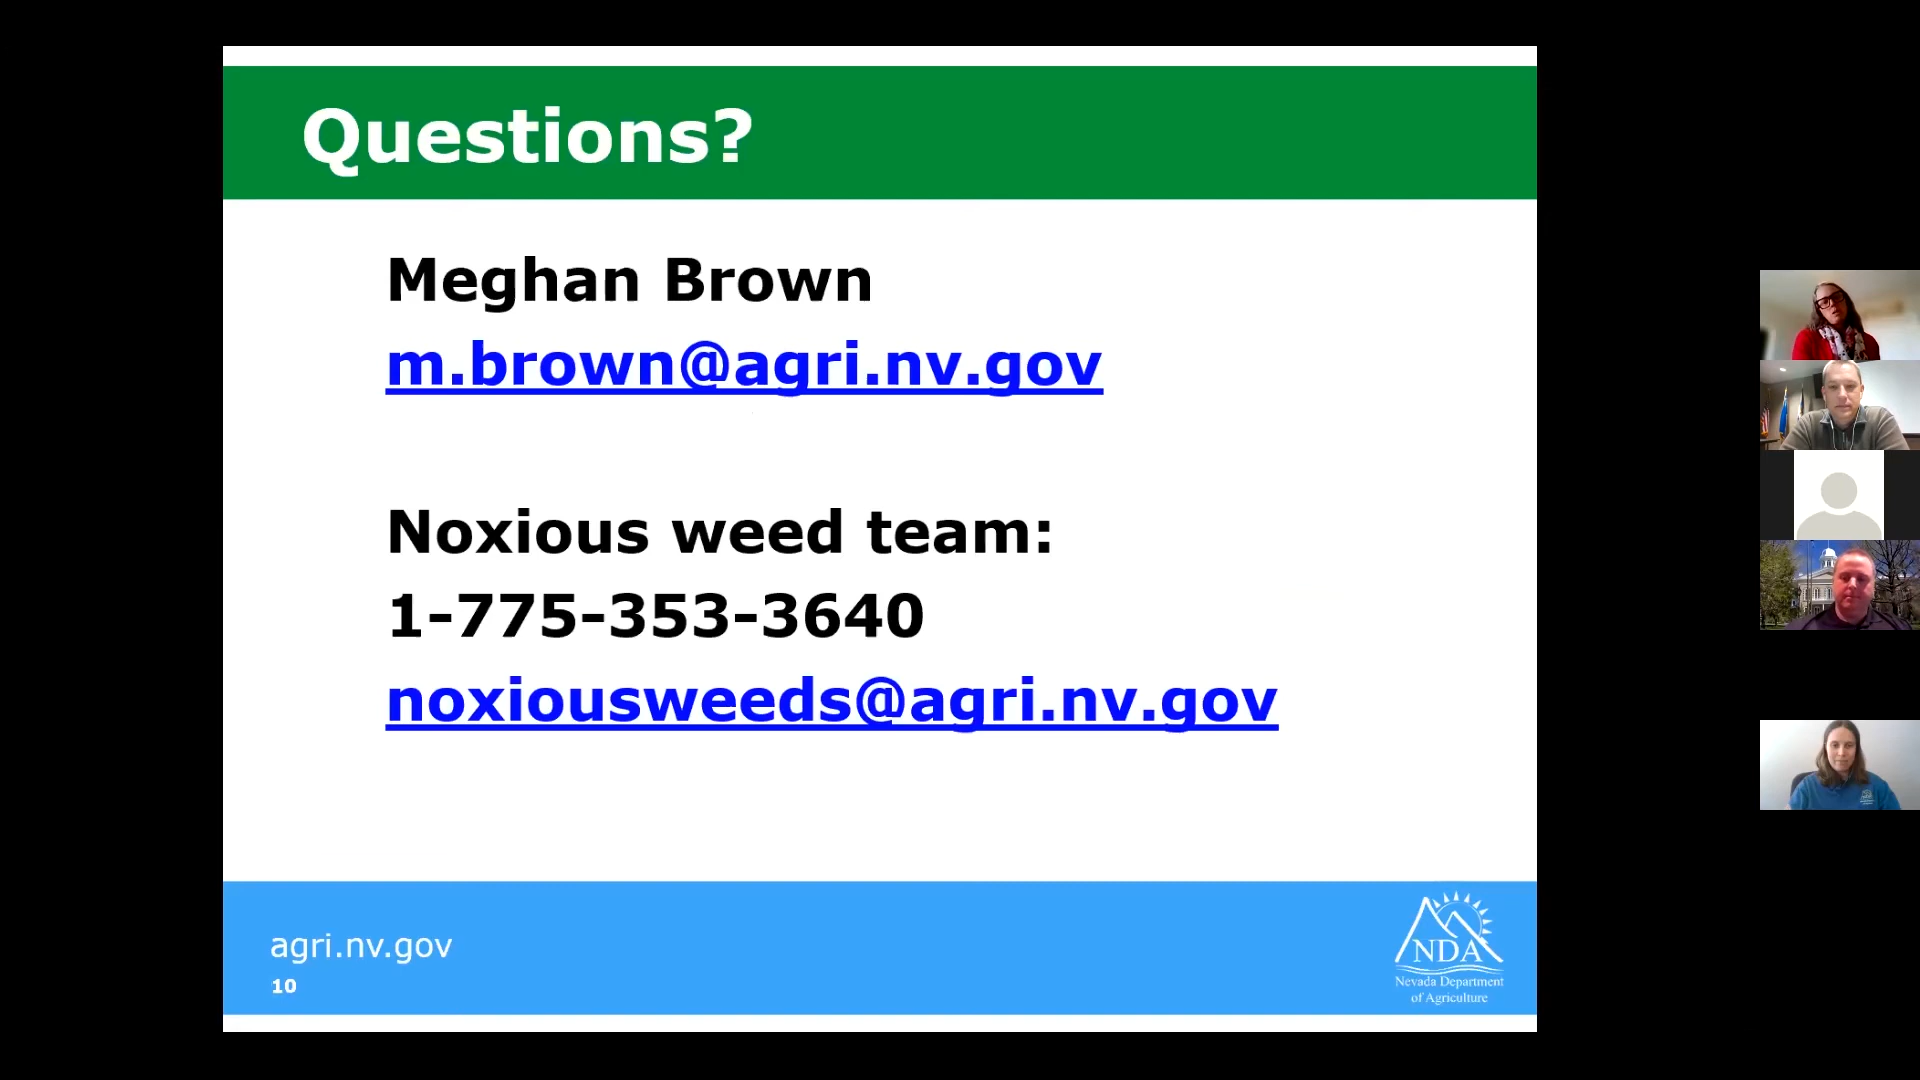 Questions?
Meghan Brown
m.brown@agri.nv.gov
Noxious weed team:
1-775-353-3640
noxiousweeds@agri.nv.gov
agri.nv.gov
10
NDA
Nevada Department
of Agriculture